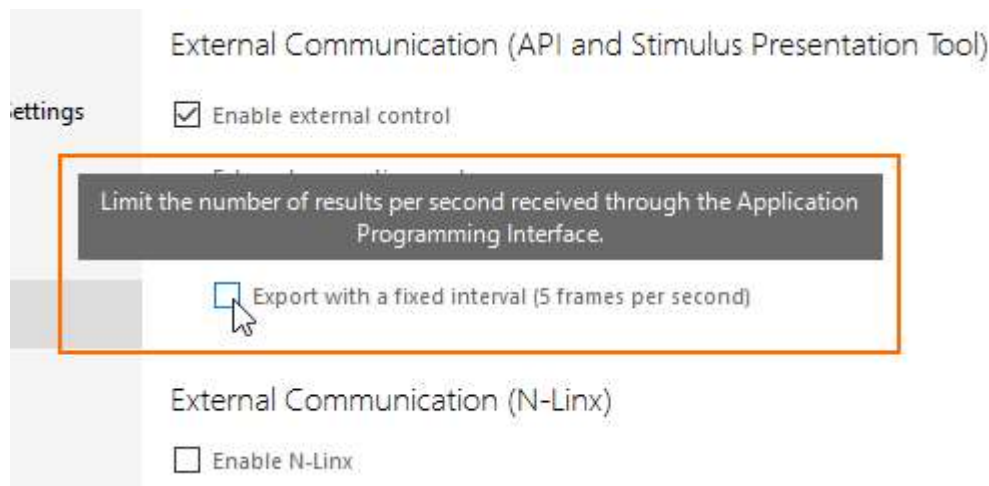 External Communication (API and Stimulus Presentation Tool)
ettings
Enable external control
Limit the number of results per second received through the Application
Programming Interface.
Export with a fixed interval (5 frames per second)
External Communication (N-Linx)
Enable N-Linx